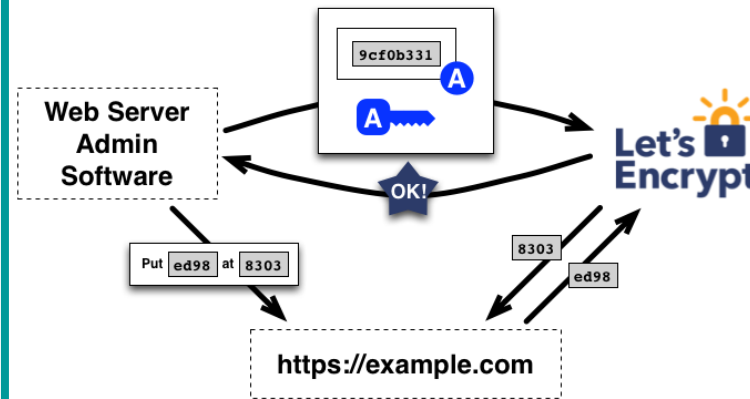 9cf0b331
A
A
Web Server
Admin
Software
Let's
Encrypt
OK!
Put ed98 at 8303
8303
ed98
https://example.com